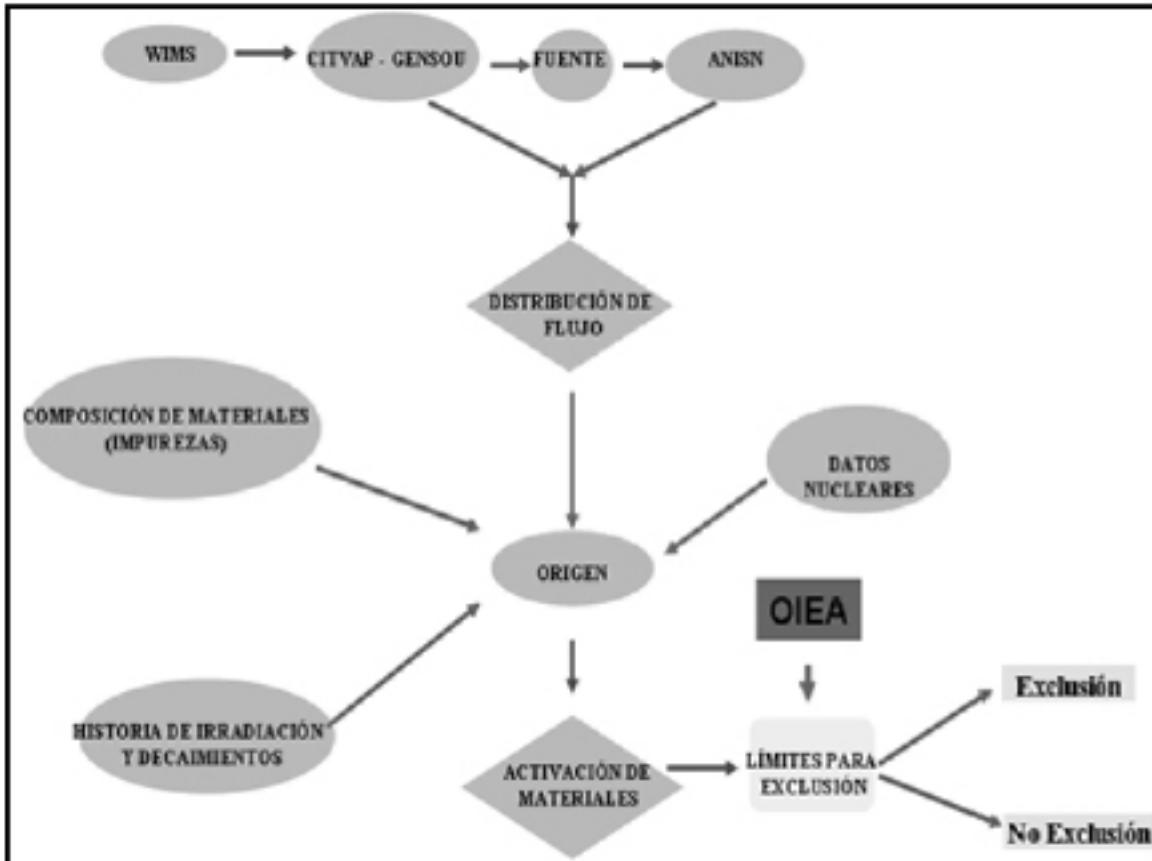 WIMS
CITVAP - GENSOU
FUENTE
ANISN
DISTRIBUCIÓN DE
FLUJO
COMPOSICIÓN DE MATERIALES
(IMPUREZAS)
DATOS
NUCLEARES
ORIGEN
OIEA
HISTORIA DE IRRADIACIÓN
Y DECAIMIENTOS
ACTIVACIÓN DE
MATERIALES
LÍMITES PARA
EXCLUSIÓN
Exclusión
No Exclusión